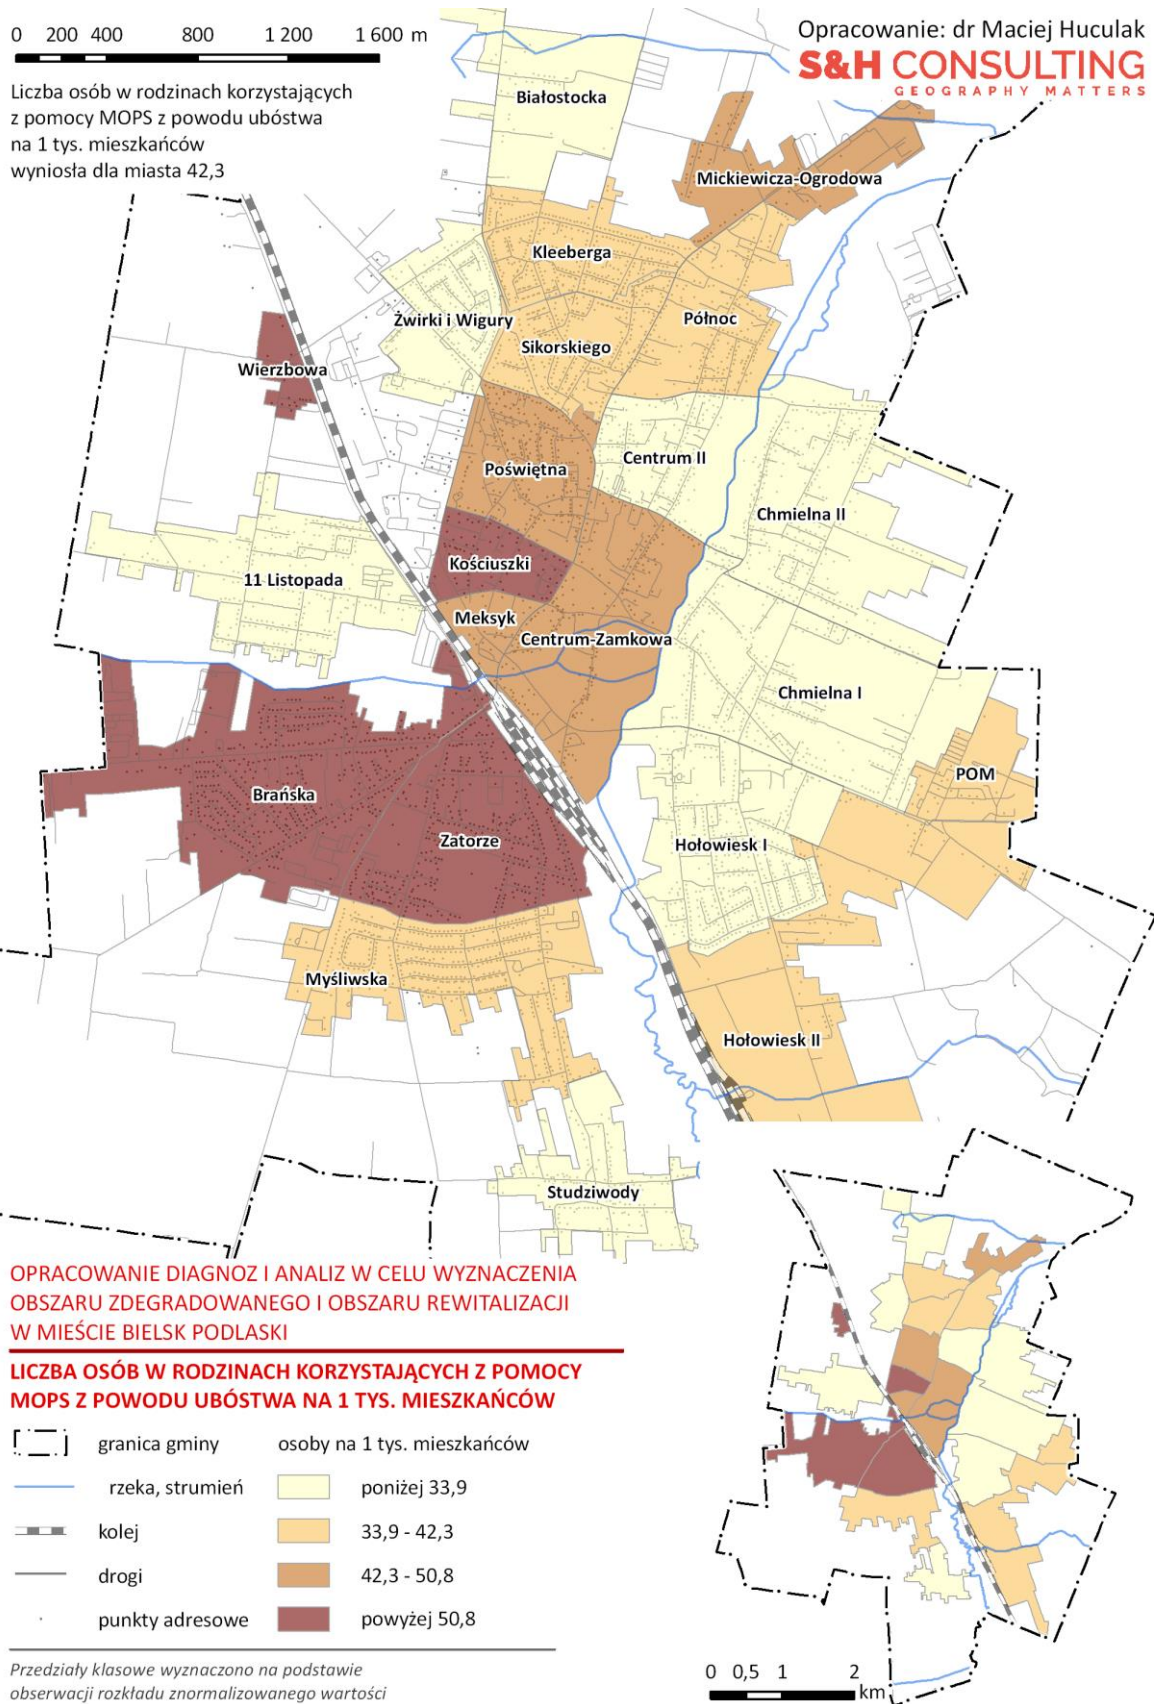 0 200 400 800 1 200 1 600 m
Opracowanie: dr Maciej Huculak
S&H CONSULTING
GEOGRAPHY MATTERS
Liczba osób w rodzinach korzystających
z pomocy MOPS z powodu ubóstwa
na 1 tys. mieszkańców
wyniosła dla miasta 42,3
Białostocka
Mickiewicza-Ogrodowa
Kleeberga
Żwirki i Wigury
Północ
Sikorskiego
Wierzbowa
Poświętna
Centrum II
Chmielna II
Kościuszki
11 Listopada
Meksyk
Centrum-Zamkowa
Chmielna I
POM
Brańska
Zatorze
Hołowiesk I
Myśliwska
Hołowiesk II
Studziwody
OPRACOWANIE DIAGNOZ I ANALIZ W CELU WYZNACZENIA
OBSZARU ZDEGRADOWANEGO I OBSZARU REWITALIZACJI
W MIEŚCIE BIELSK PODLASKI
LICZBA OSÓB W RODZINACH KORZYSTAJĄCYCH Z POMOCY
MOPS Z POWODU UBÓSTWA NA 1 TYS. MIESZKAŃCÓW
granica gminy osoby na 1 tys. mieszkańców
rzeka, strumień poniżej 33,9
kolej 33,9 - 42,3
drogi 42,3 - 50,8
punkty adresowe powyżej 50,8
Przedziały klasowe wyznaczono na podstawie
obserwacji rozkładu znormalizowanego wartości
0 0,5 1 2
km